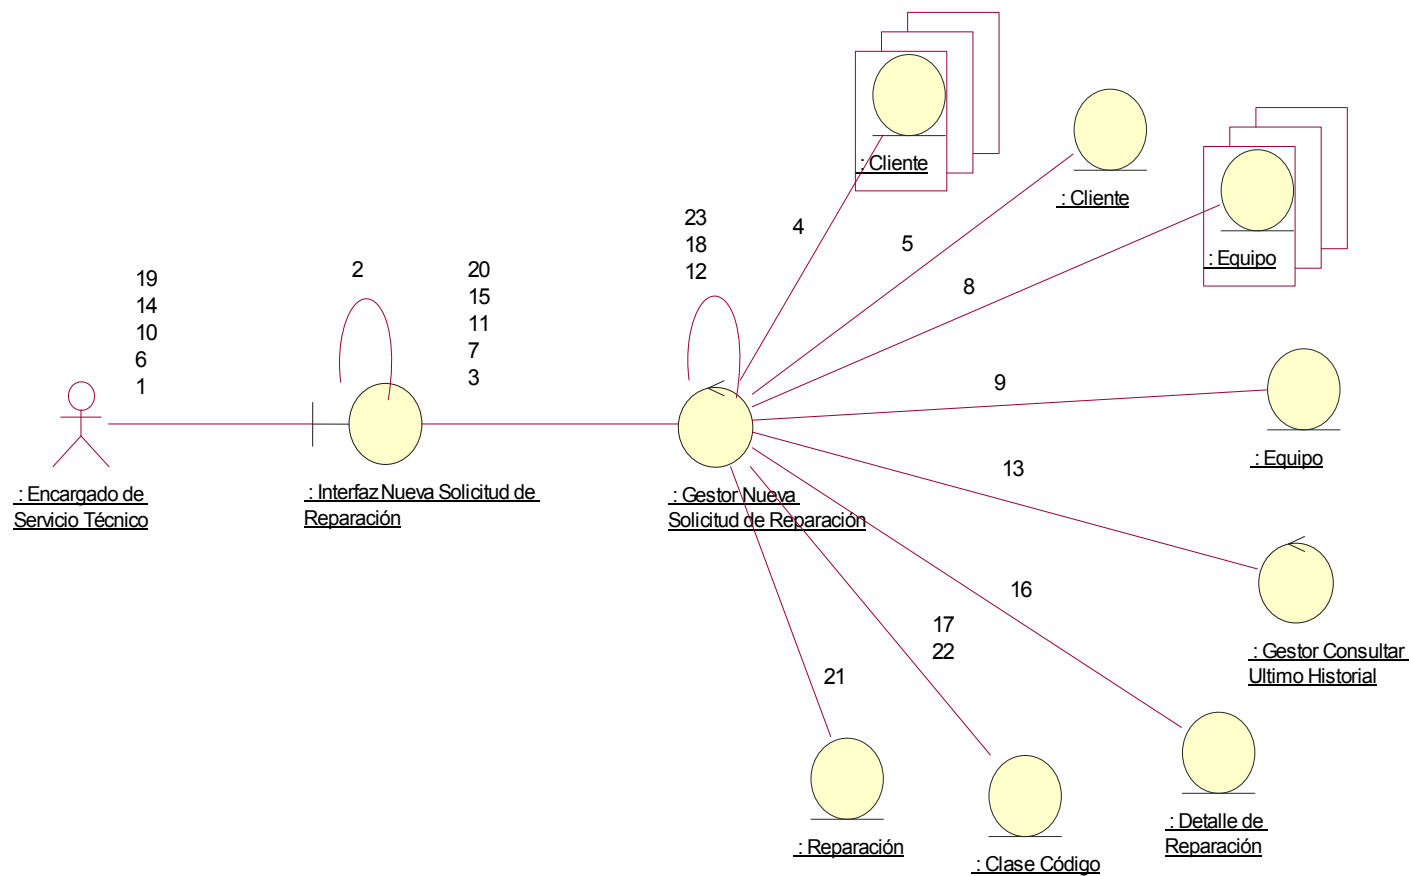 : Cliente
: Cliente
: Equipo
4
5
8
23
18
12
2
20
15
11
7
3
19
14
10
6
1
9
: Equipo
: Encargado de
Servicio Técnico
: Interfaz Nueva Solicitud de
Reparación
: Gestor Nueva
Solicitud de Reparación
13
16
17
22
21
: Gestor Consultar
Ultimo Historial
: Detalle de
Reparación
: Reparación
: Clase Código